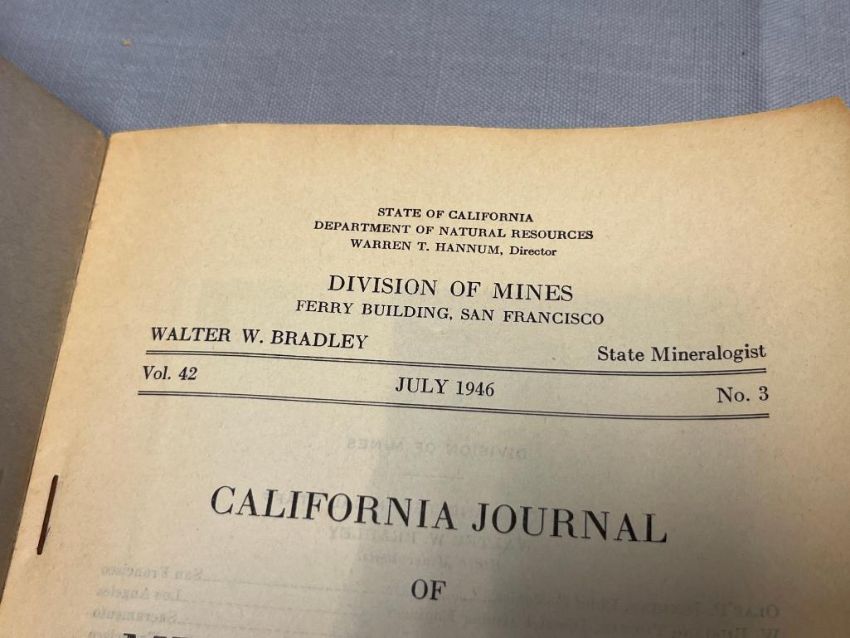 STATE OF CALIFORNIA
DEPARTMENT OF NATURAL RESOURCES
WARREN T. HANNUM, Director
DIVISION OF MINES
FERRY BUILDING, SAN FRANCISCO
WALTER W. BRADLEY State Mineralogist
Vol. 42 JULY 1946 No. 3
CALIFORNIA JOURNAL
OF